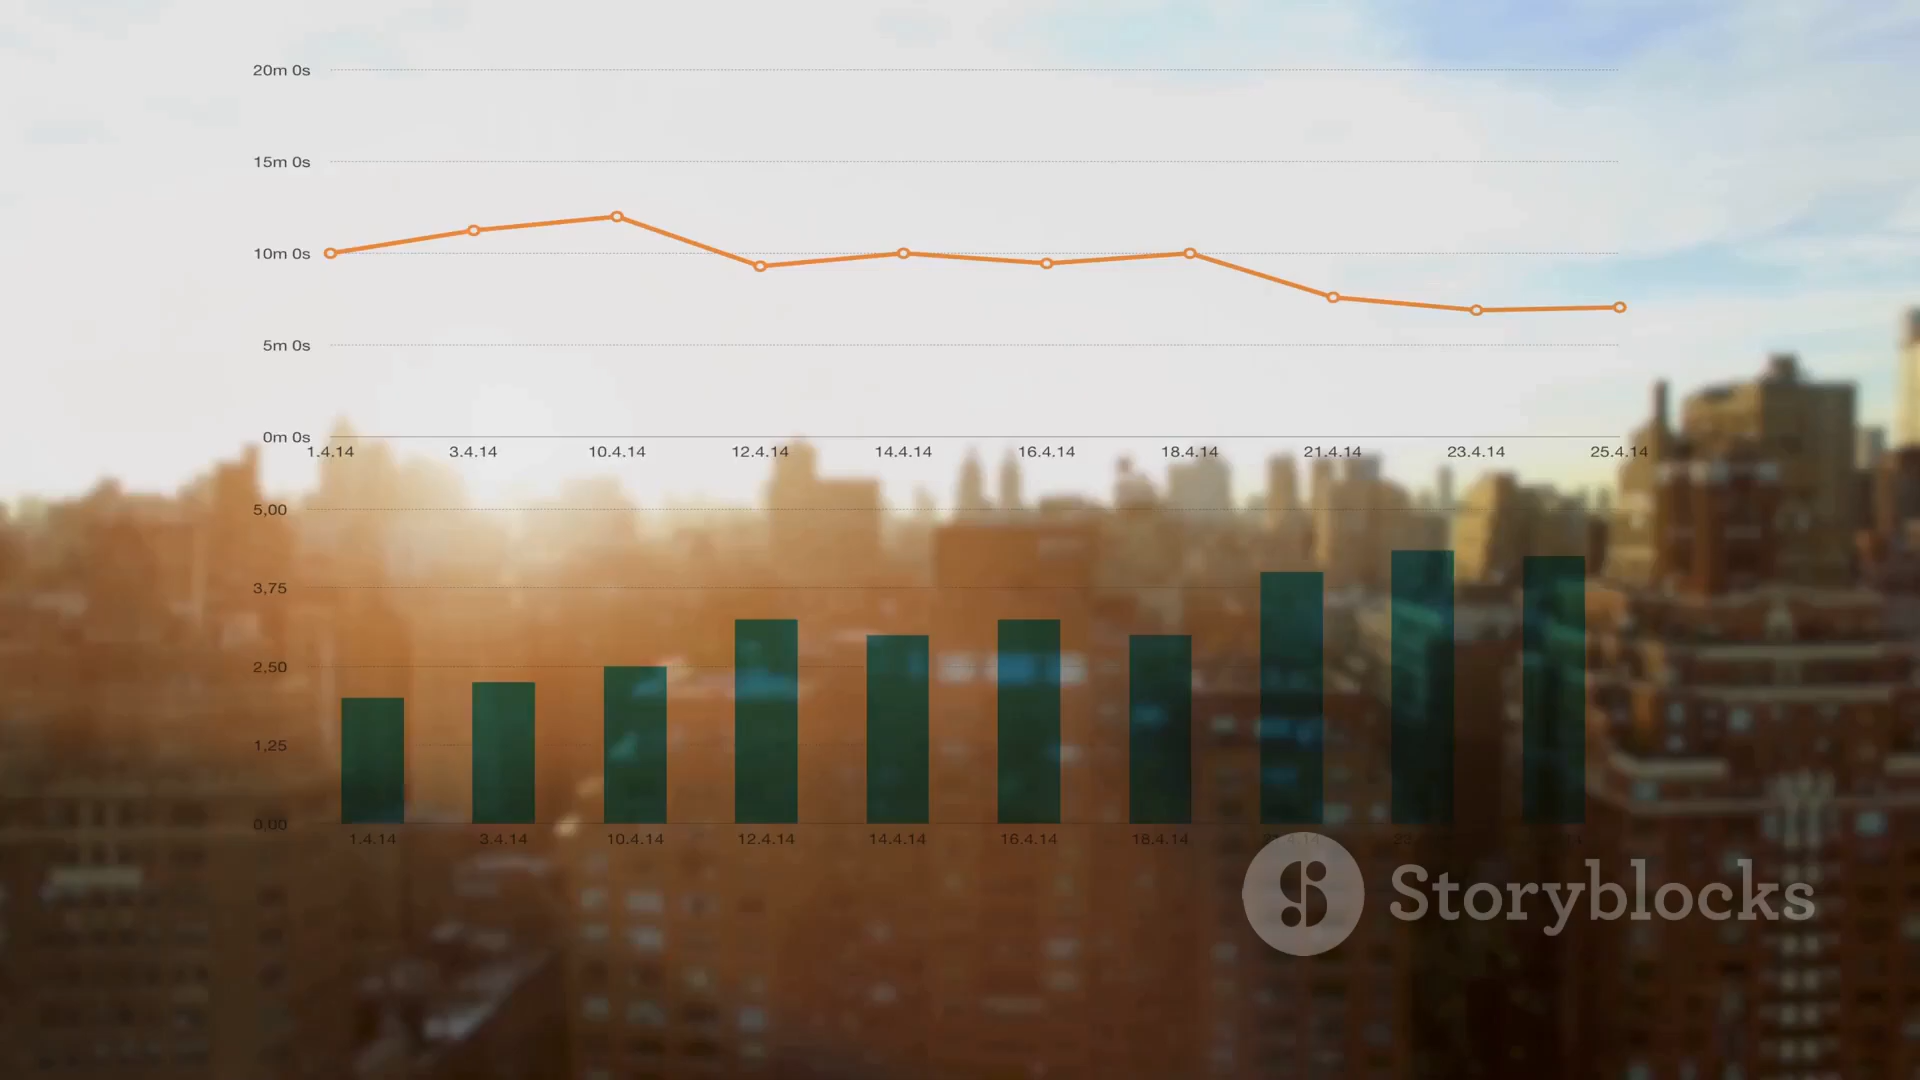 20m 0s
15m 0s
10m 0s
5m 0s
0m 0s
1.4.14 3.4.14 10.4.14 12.4.14 14.4.14 16.4.14 18.4.14 21.4.14 23.4.14 25.4.14
5,00
3,75
2,50
1,25
0,00
1.4.14 3.4.14 10.4.14 12.4.14 14.4.14 16.4.14 18.4.14
Storyblocks